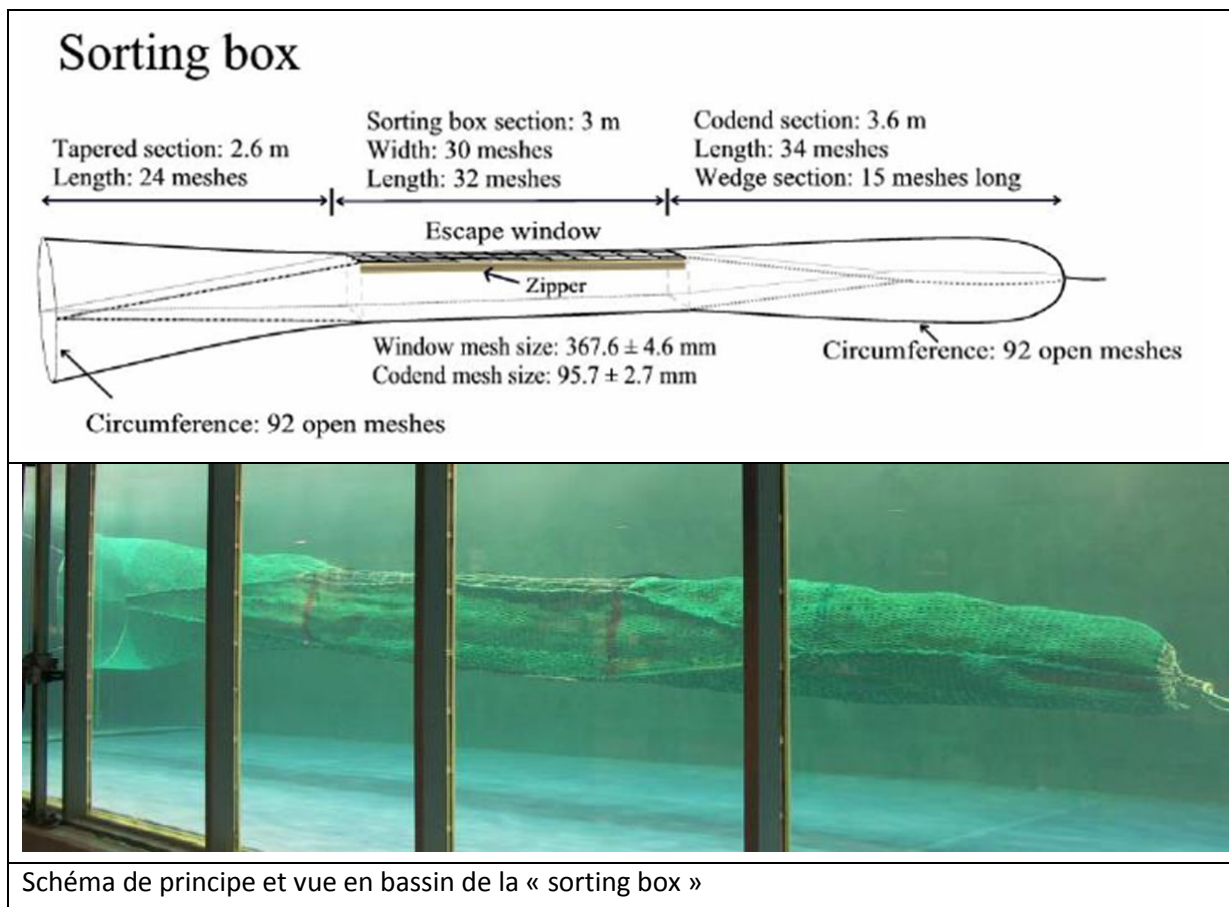 Sorting box
Tapered section: 2.6 m
Length: 24 meshes
Sorting box section: 3 m
Width: 30 meshes
Length: 32 meshes
Codend section: 3.6 m
Length: 34 meshes
Wedge section: 15 meshes long
Escape window
Zipper
Window mesh size: 367.6 ± 4.6 mm
Codend mesh size: 95.7 ± 2.7 mm
Circumference: 92 open meshes
Circumference: 92 open meshes
Schéma de principe et vue en bassin de la « sorting box »